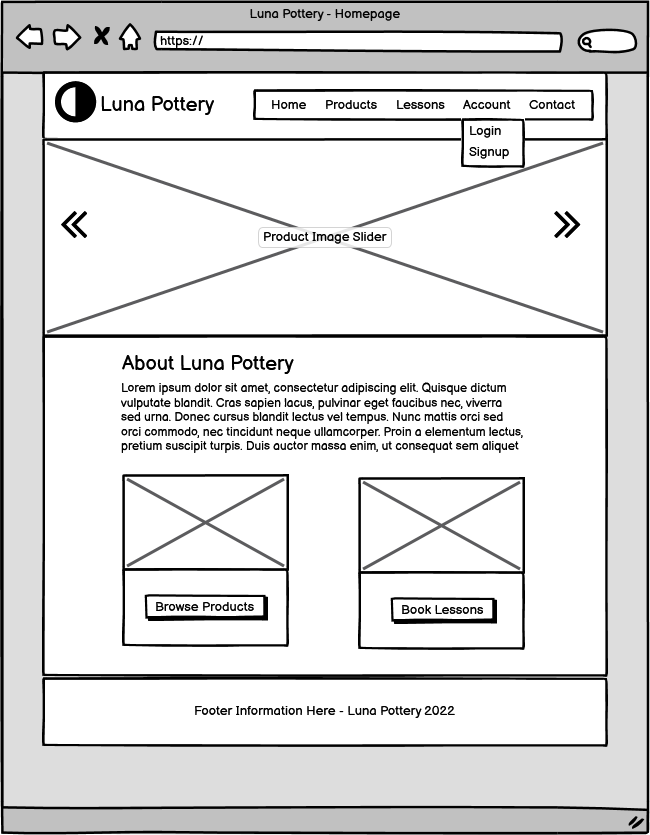 Luna Pottery - Homepage
https://
Luna Pottery
Home Products Lessons Account Contact
Login
Signup
Product Image Slider
About Luna Pottery
Lorem ipsum dolor sit amet, consectetur adipiscing elit. Quisque dictum
vulputate blandit. Cras sapien lacus, pulvinar eget faucibus nec, viverra
sed urna. Donec cursus blandit lectus vel tempus. Nunc mattis orci sed
orci commodo, nec tincidunt neque ullamcorper. Proin a elementum lectus,
pretium suscipit turpis. Duis auctor massa enim, ut consequat sem aliquet
Browse Products
Book Lessons
Footer Information Here - Luna Pottery 2022